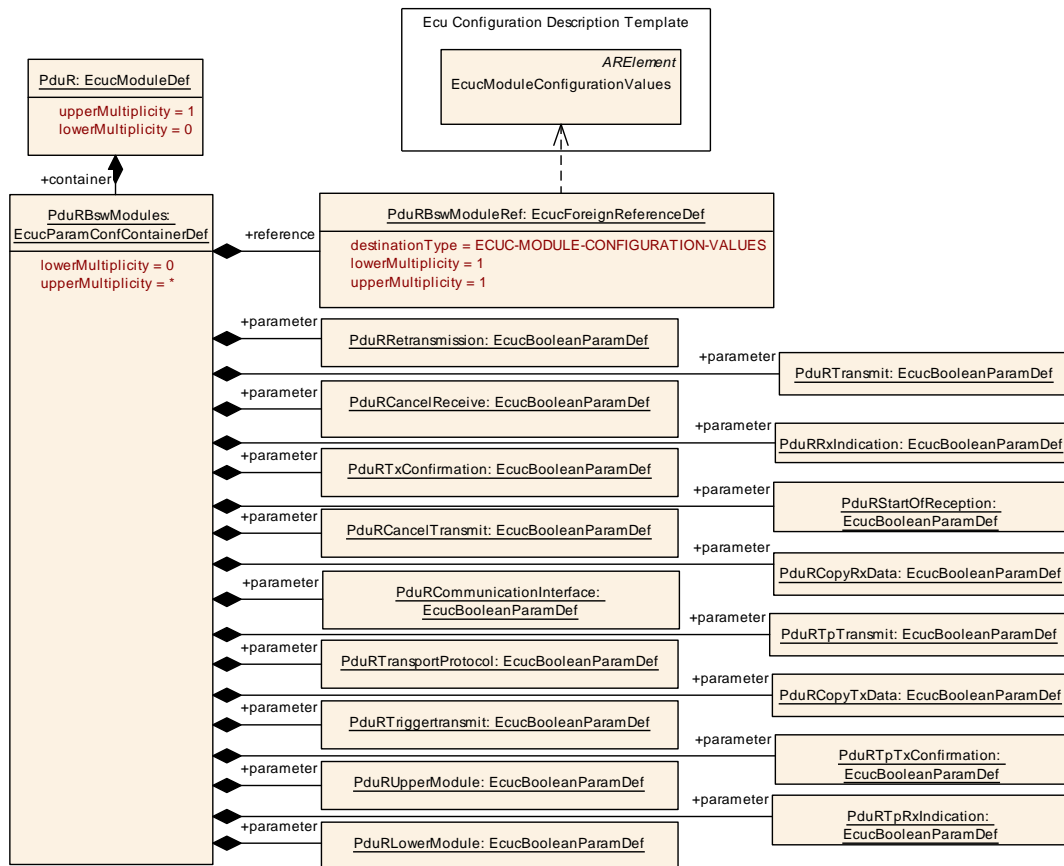 Ecu Configuration Description Template
ARElement
EcucModuleConfigurationValues
PduR: EcucModuleDef
upperMultiplicity = 1
lowerMultiplicity = 0
+container
PduRBswModules:
EcucParamConfContainerDef
lowerMultiplicity = 0
upperMultiplicity = *
+reference
PduRBswModuleRef: EcucForeignReferenceDef
destinationType = ECUC-MODULE-CONFIGURATION-VALUES
lowerMultiplicity = 1
upperMultiplicity = 1
+parameter
PduRRetransmission: EcucBooleanParamDef
+parameter
PduRTransmit: EcucBooleanParamDef
+parameter
PduRCancelReceive: EcucBooleanParamDef
+parameter
PduRRxIndication: EcucBooleanParamDef
+parameter
PduRTxConfirmation: EcucBooleanParamDef
+parameter
PduRStartOfReception:
EcucBooleanParamDef
+parameter
PduRCancelTransmit: EcucBooleanParamDef
+parameter
PduRCopyRxData: EcucBooleanParamDef
+parameter
PduRCommunicationInterface:
EcucBooleanParamDef
+parameter
PduRTpTransmit: EcucBooleanParamDef
+parameter
PduRTransportProtocol: EcucBooleanParamDef
+parameter
PduRCopyTxData: EcucBooleanParamDef
+parameter
PduRTriggertransmit: EcucBooleanParamDef
+parameter
PduRTpTxConfirmation:
EcucBooleanParamDef
+parameter
PduRUpperModule: EcucBooleanParamDef
+parameter
PduRTpRxIndication:
EcucBooleanParamDef
+parameter
PduRLowerModule: EcucBooleanParamDef